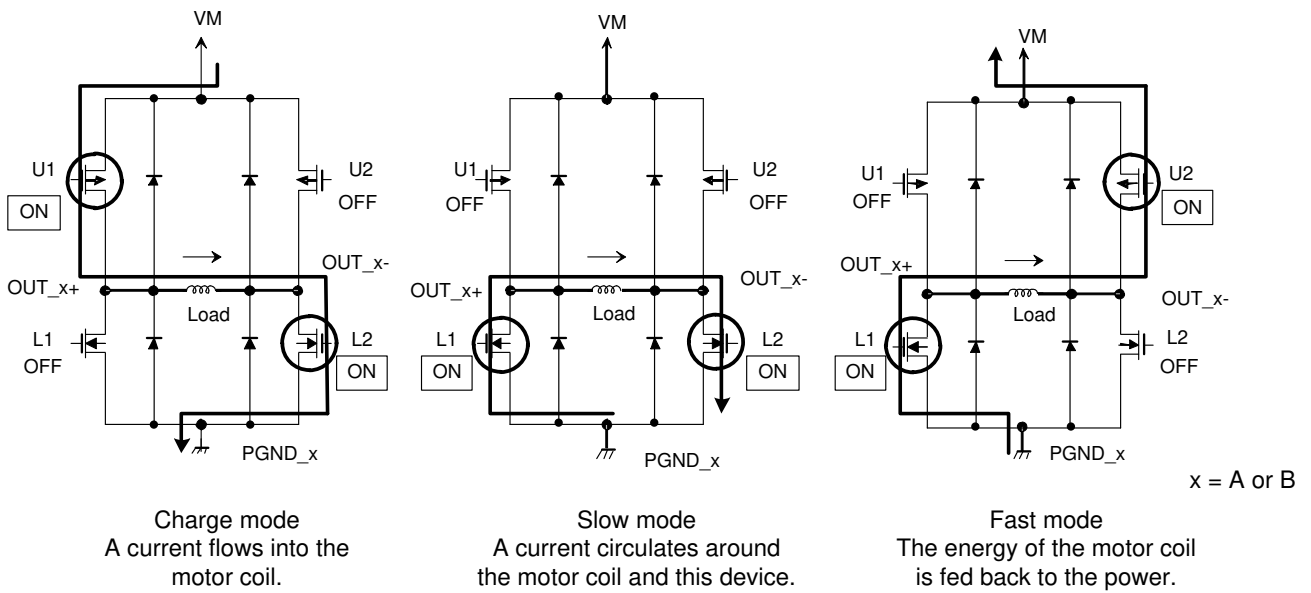 VM
U1
ON
U2
OFF
OUT_x+
OUT_x-
Load
L1
OFF
L2
ON
PGND_x
Charge mode
A current flows into the
motor coil.
VM
U1
OFF
U2
OFF
OUT_x+
OUT_x-
Load
L1
ON
L2
ON
PGND_x
Slow mode
A current circulates around
the motor coil and this device.
VM
U1
OFF
U2
ON
OUT_x+
OUT_x-
Load
L1
ON
L2
OFF
PGND_x
x = A or B
Fast mode
The energy of the motor coil
is fed back to the power.